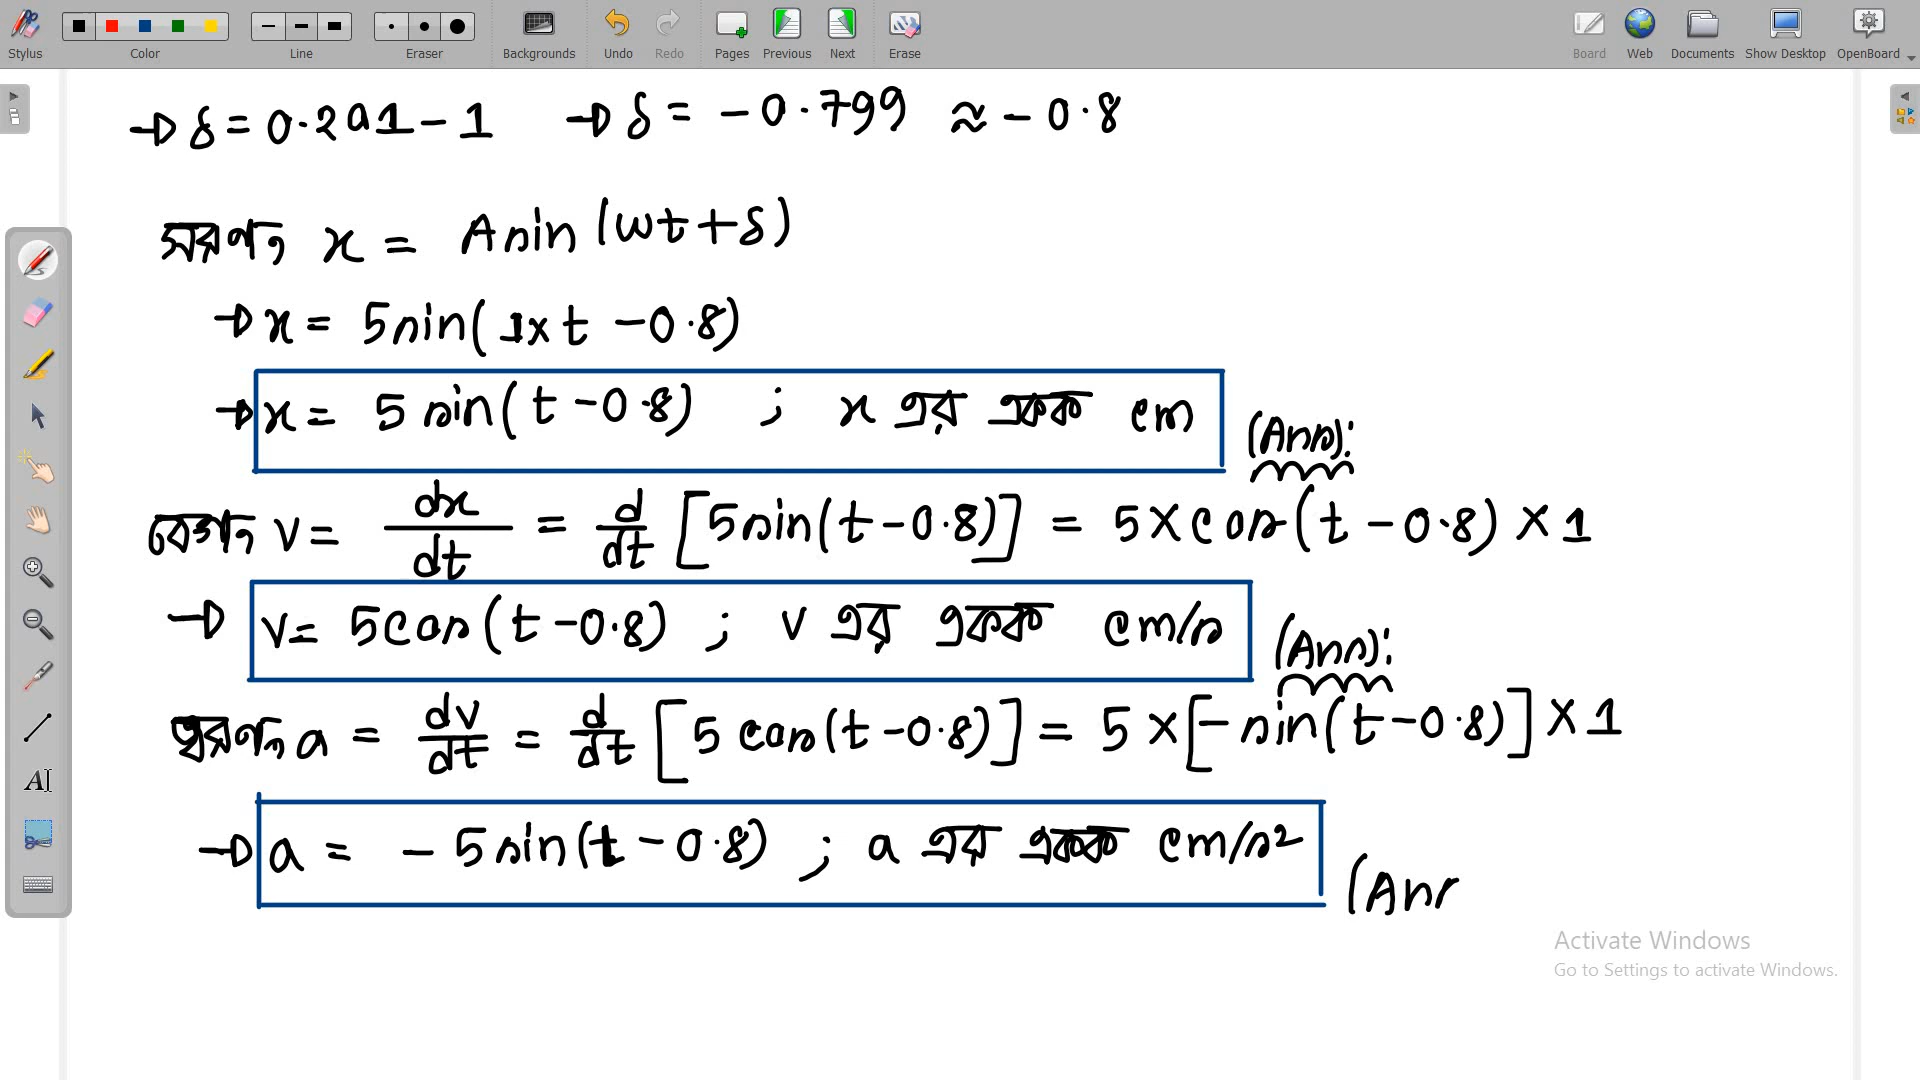 Stylus Color Line Eraser Backgrounds Undo Redo Pages Previous Next Erase Board Web Documents Show Desktop OpenBoard
→ δ = 0.201 - 1 → δ = -0.799 ≈ -0.8
সরণ, x = A sin (ωt + δ)
→ x = 5 sin( 1 × t - 0.8)
→ x = 5 sin( t - 0.8) ; x এর একক cm (Ans):
বেগ, v = dx/dt = d/dt [5 sin(t - 0.8)] = 5 × cos(t - 0.8) × 1
→ v = 5 cos(t - 0.8) ; v এর একক cm/s (Ans):
ত্বরণ, a = dv/dt = d/dt [5 cos(t - 0.8)] = 5 × [- sin(t - 0.8)] × 1
→ a = - 5 sin(t - 0.8) ; a এর একক cm/s² (An
Activate Windows
Go to Settings to activate Windows.